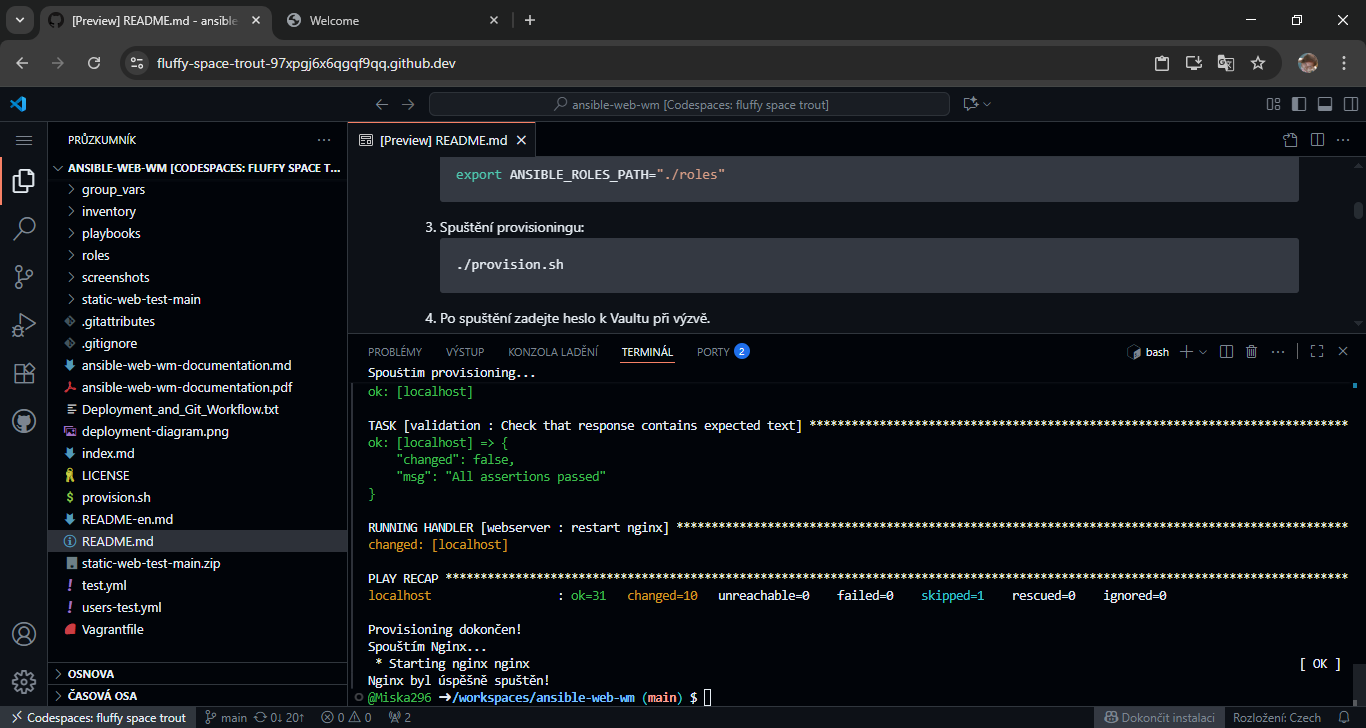 [Preview] README.md - ansible
Welcome
fluffy-space-trout-97xpgj6x6qgqf9qq.github.dev
ansible-web-wm [Codespaces: fluffy space trout]
PRŮZKUMNÍK
ANSIBLE-WEB-WM [CODESPACES: FLUFFY SPACE T...
group_vars
inventory
playbooks
roles
screenshots
static-web-test-main
.gitattributes
.gitignore
ansible-web-wm-documentation.md
ansible-web-wm-documentation.pdf
Deployment_and_Git_Workflow.txt
deployment-diagram.png
index.md
LICENSE
provision.sh
README-en.md
README.md
static-web-test-main.zip
test.yml
users-test.yml
Vagrantfile
OSNOVA
ČASOVÁ OSA
[Preview] README.md
export ANSIBLE_ROLES_PATH="./roles"
3. Spuštění provisioningu:
./provision.sh
4. Po spuštění zadejte heslo k Vaultu při výzvě.
PROBLÉMY VÝSTUP KONZOLA LADĚNÍ TERMINÁL PORTY 2
bash
Spouštím provisioning...
ok: [localhost]
TASK [validation : Check that response contains expected text] ****************************************************************************
ok: [localhost] => {
"changed": false,
"msg": "All assertions passed"
}
RUNNING HANDLER [webserver : restart nginx] ***********************************************************************************************
changed: [localhost]
PLAY RECAP ********************************************************************************************************************************
localhost : ok=31 changed=10 unreachable=0 failed=0 skipped=1 rescued=0 ignored=0
Provisioning dokončen!
Spouštím Nginx...
* Starting nginx nginx [ OK ]
Nginx byl úspěšně spuštěn!
@Miska296 ➜/workspaces/ansible-web-wm (main) $
Codespaces: fluffy space trout main 0↓ 20↑ 0 0 2 Dokončit instalaci Rozložení: Czech